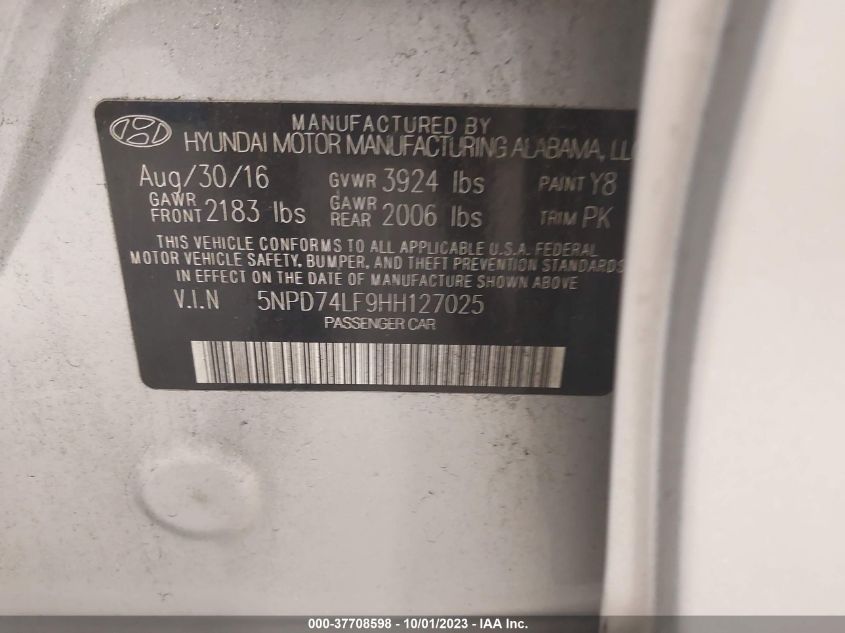 MANUFACTURED BY
HYUNDAI MOTOR MANUFACTURING ALABAMA, LLC
Aug/30/16 GVWR 3924 lbs PAINT Y8
GAWR FRONT 2183 lbs GAWR REAR 2006 lbs TRIM PK
THIS VEHICLE CONFORMS TO ALL APPLICABLE U.S.A. FEDERAL
MOTOR VEHICLE SAFETY, BUMPER, AND THEFT PREVENTION STANDARDS
IN EFFECT ON THE DATE OF MANUFACTURE SHOWN ABOVE
V.I.N 5NPD74LF9HH127025
PASSENGER CAR
000-37708598 - 10/01/2023 - IAA Inc.